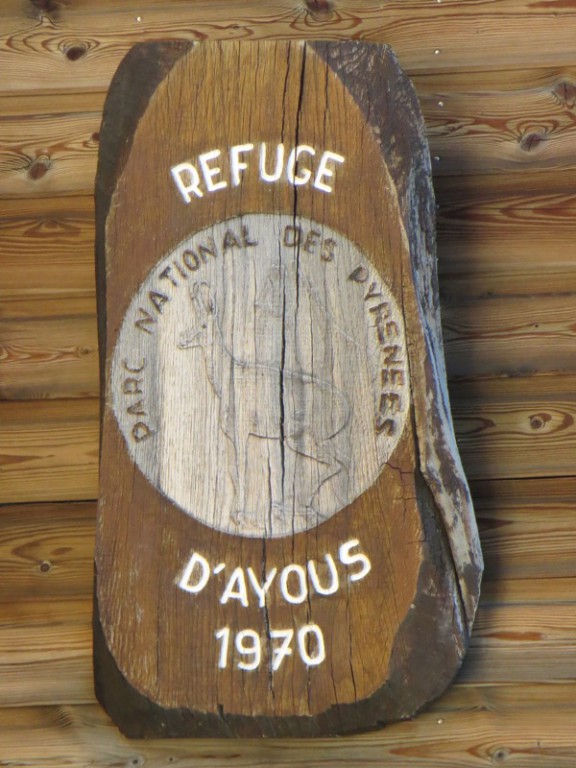 REFUGE
PARC NATIONAL DES PYRENEES
D'AYOUS
1970